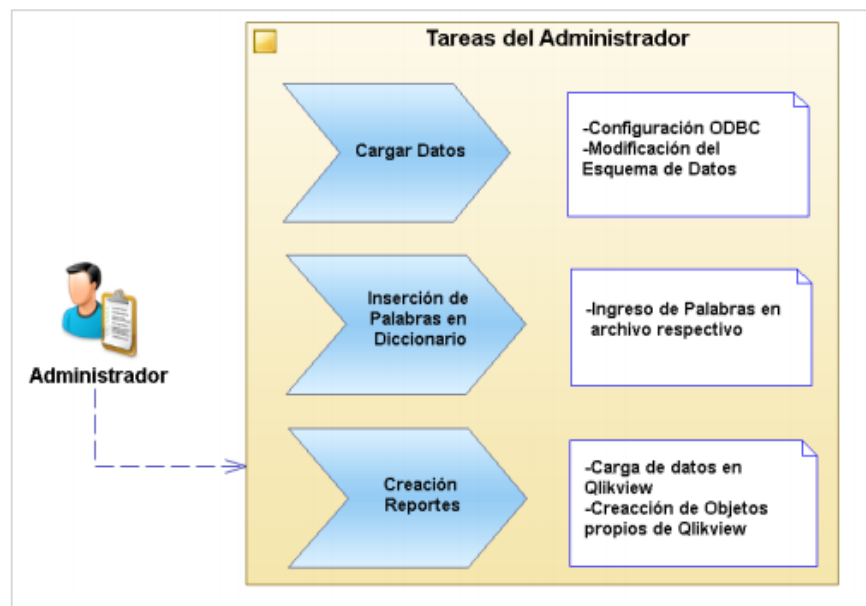 Tareas del Administrador
Cargar Datos
-Configuración ODBC
-Modificación del
Esquema de Datos
Inserción de
Palabras en
Diccionario
-Ingreso de Palabras en
archivo respectivo
Administrador
Creación
Reportes
-Carga de datos en
Qlikview
-Creacción de Objetos
propios de Qlikview